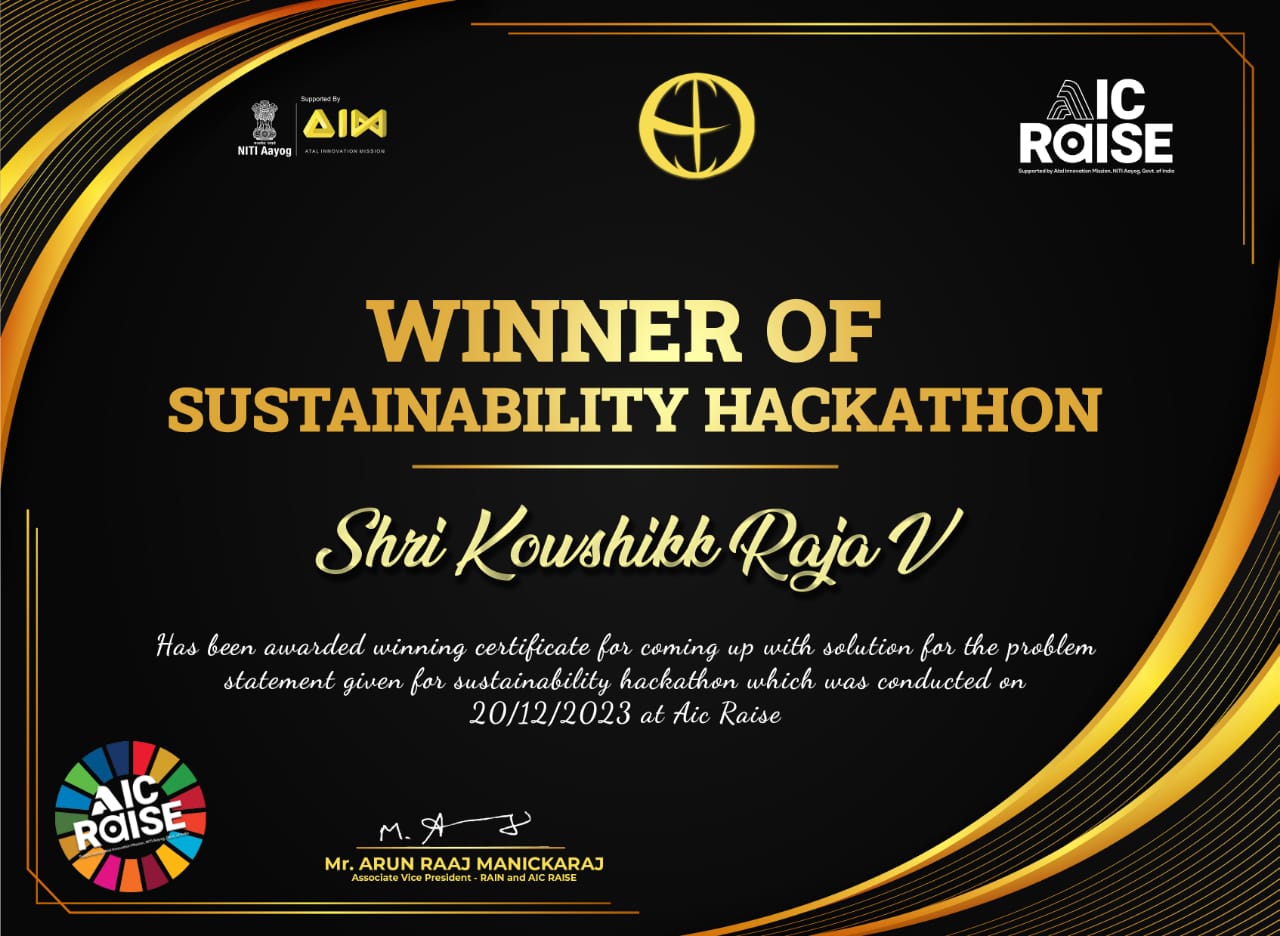 Supported By
AIM
NITI Aayog
ATAL INNOVATION MISSION
AIC
RAISE
Supported by Atal Innovation Mission, NITI Aayog, Govt. of India
WINNER OF
SUSTAINABILITY HACKATHON
Shri Kowshikk Raja V
Has been awarded winning certificate for coming up with solution for the problem
statement given for sustainability hackathon which was conducted on
20/12/2023 at Aic Raise
AIC
RAISE
M. A
Mr. ARUN RAAJ MANICKARAJ
Associate Vice President - RAIN and AIC RAISE